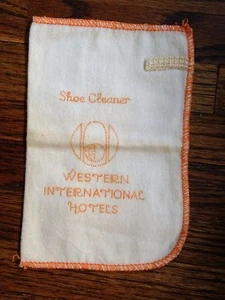 Shoe Cleaner
WESTERN
INTERNATIONAL
HOTELS